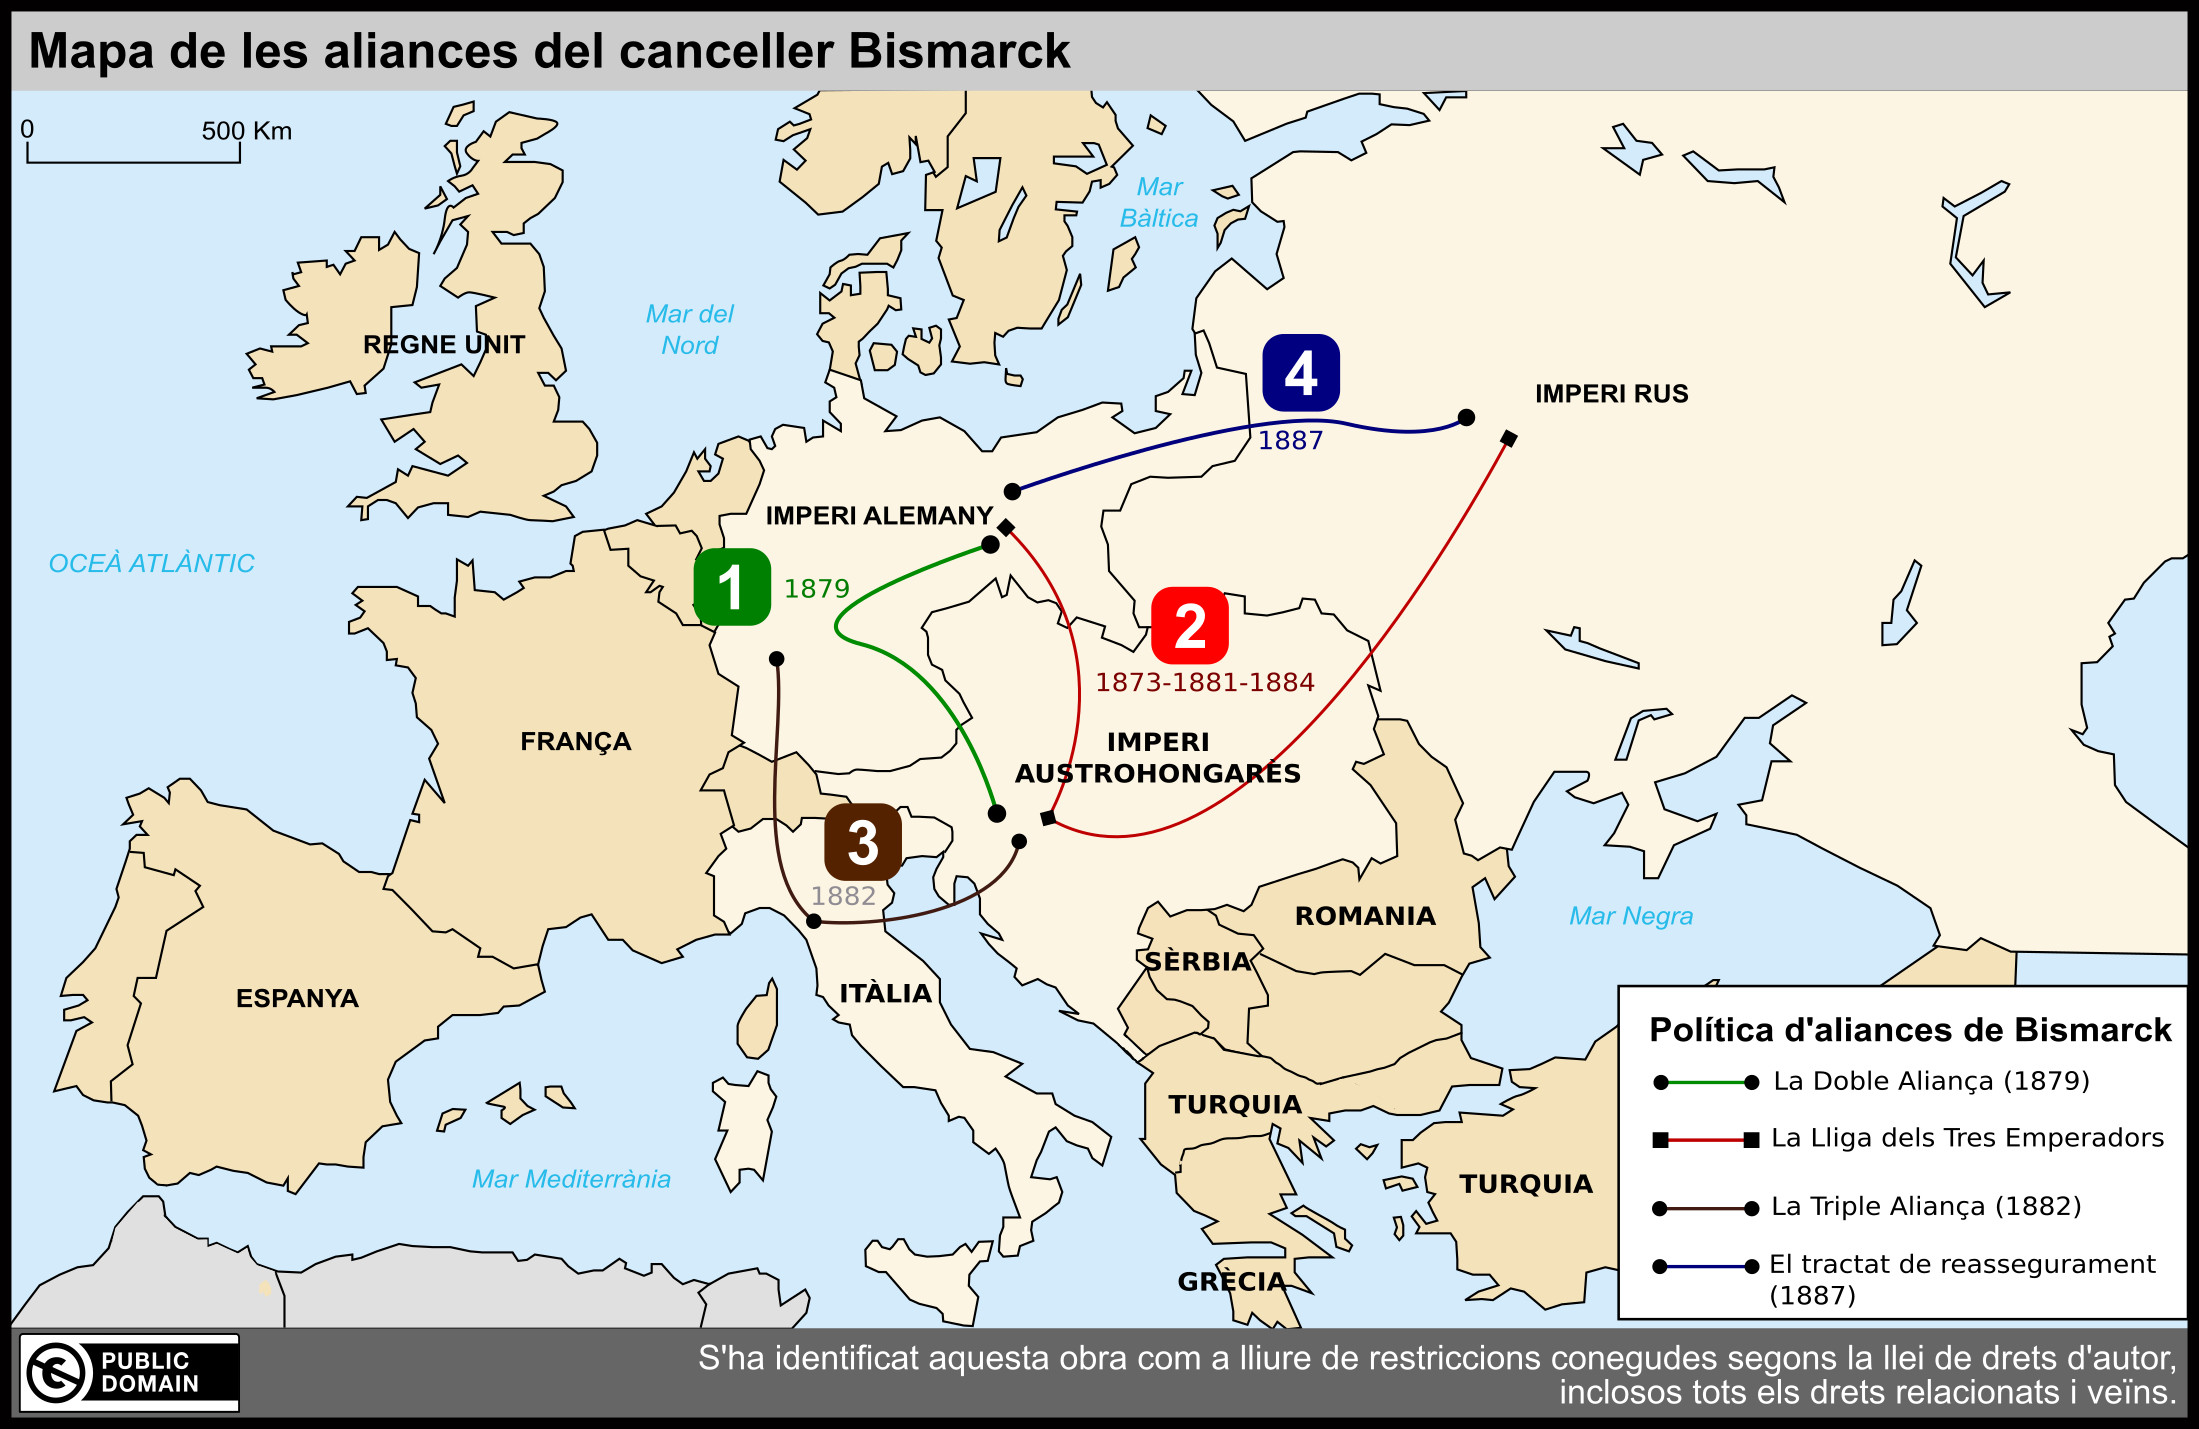 Mapa de les aliances del canceller Bismarck
0
500 Km
Mar
Bàltica
Mar del
Nord
REGNE UNIT
4
1887
IMPERI RUS
IMPERI ALEMANY
OCEÀ ATLÀNTIC
1
1879
2
1873-1881-1884
FRANÇA
IMPERI
AUSTROHONGARÈS
3
1882
ROMANIA
Mar Negra
SÈRBIA
ITÀLIA
ESPANYA
TURQUIA
Mar Mediterrània
TURQUIA
GRÈCIA
Política d'aliances de Bismarck
La Doble Aliança (1879)
La Lliga dels Tres Emperadors
La Triple Aliança (1882)
El tractat de reassegurament
(1887)
PUBLIC
DOMAIN
S'ha identificat aquesta obra com a lliure de restriccions conegudes segons la llei de drets d'autor,
inclosos tots els drets relacionats i veïns.